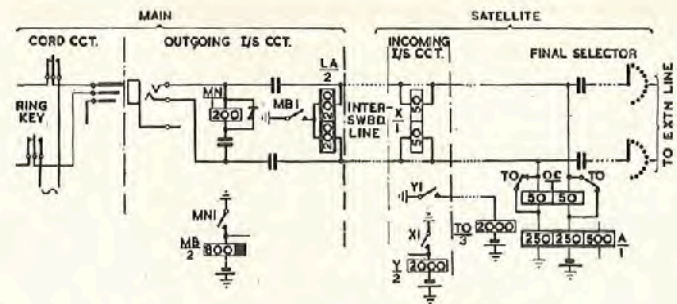 MAIN
SATELLITE
CORD CCT.
OUTGOING I/S CCT.
INCOMING
I/S CCT.
FINAL SELECTOR
LA
2
MN
200
MB1
200
200
INTER-
SWBD
LINE
X
1
50
50
RING
KEY
TO EXTN LINE
MN1
MB
2
800
Y1
X1
Y
2
2000
TO
3
2000
TO
DC
TO
50
50
250
250
500
A
1